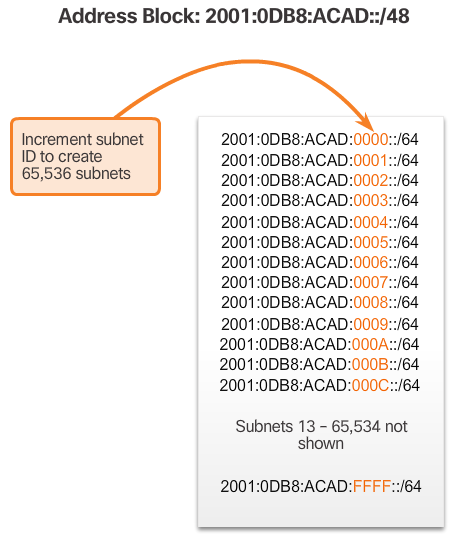 Address Block: 2001:0DB8:ACAD::/48
Increment subnet
ID to create
65,536 subnets
2001:0DB8:ACAD:0000::/64
2001:0DB8:ACAD:0001::/64
2001:0DB8:ACAD:0002::/64
2001:0DB8:ACAD:0003::/64
2001:0DB8:ACAD:0004::/64
2001:0DB8:ACAD:0005::/64
2001:0DB8:ACAD:0006::/64
2001:0DB8:ACAD:0007::/64
2001:0DB8:ACAD:0008::/64
2001:0DB8:ACAD:0009::/64
2001:0DB8:ACAD:000A::/64
2001:0DB8:ACAD:000B::/64
2001:0DB8:ACAD:000C::/64
Subnets 13 – 65,534 not
shown
2001:0DB8:ACAD:FFFF::/64